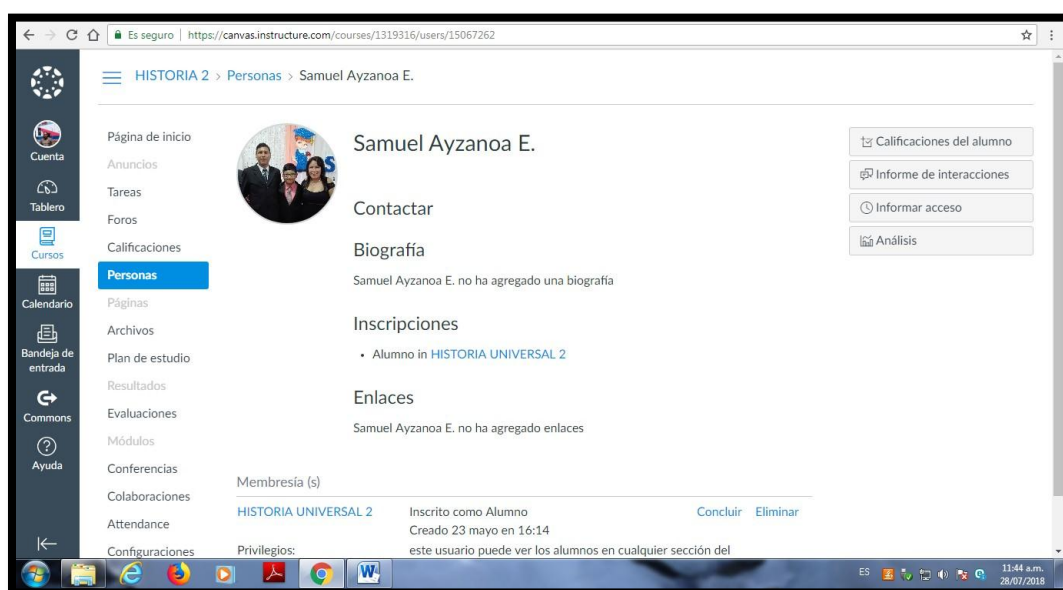 Es seguro | https://canvas.instructure.com/courses/1319316/users/15067262
HISTORIA 2 > Personas > Samuel Ayzanoa E.
Cuenta
Tablero
Cursos
Calendario
Bandeja de
entrada
Commons
Ayuda
Página de inicio
Anuncios
Tareas
Foros
Calificaciones
Personas
Páginas
Archivos
Plan de estudio
Resultados
Evaluaciones
Módulos
Conferencias
Colaboraciones
Attendance
Configuraciones
Samuel Ayzanoa E.
Contactar
Biografía
Samuel Ayzanoa E. no ha agregado una biografía
Inscripciones
• Alumno in HISTORIA UNIVERSAL 2
Enlaces
Samuel Ayzanoa E. no ha agregado enlaces
Membresía (s)
HISTORIA UNIVERSAL 2 Inscrito como Alumno Concluir Eliminar
Creado 23 mayo en 16:14
Privilegios: este usuario puede ver los alumnos en cualquier sección del
Calificaciones del alumno
Informe de interacciones
Informar acceso
Análisis
ES
11:44 a.m.
28/07/2018